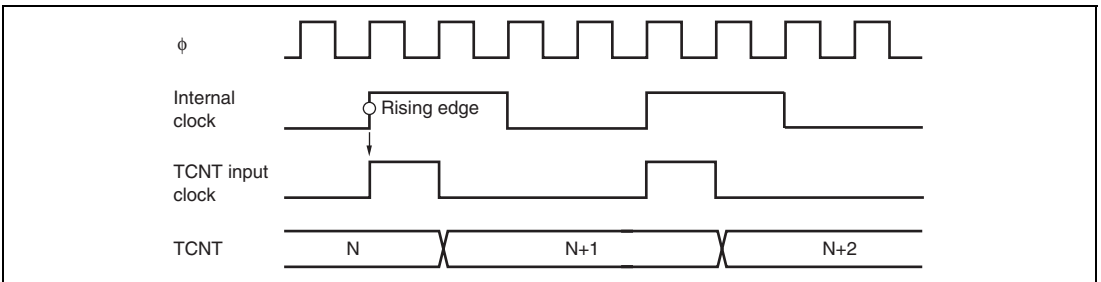 ϕ
Internal
clock
Rising edge
TCNT input
clock
TCNT
N
N+1
N+2